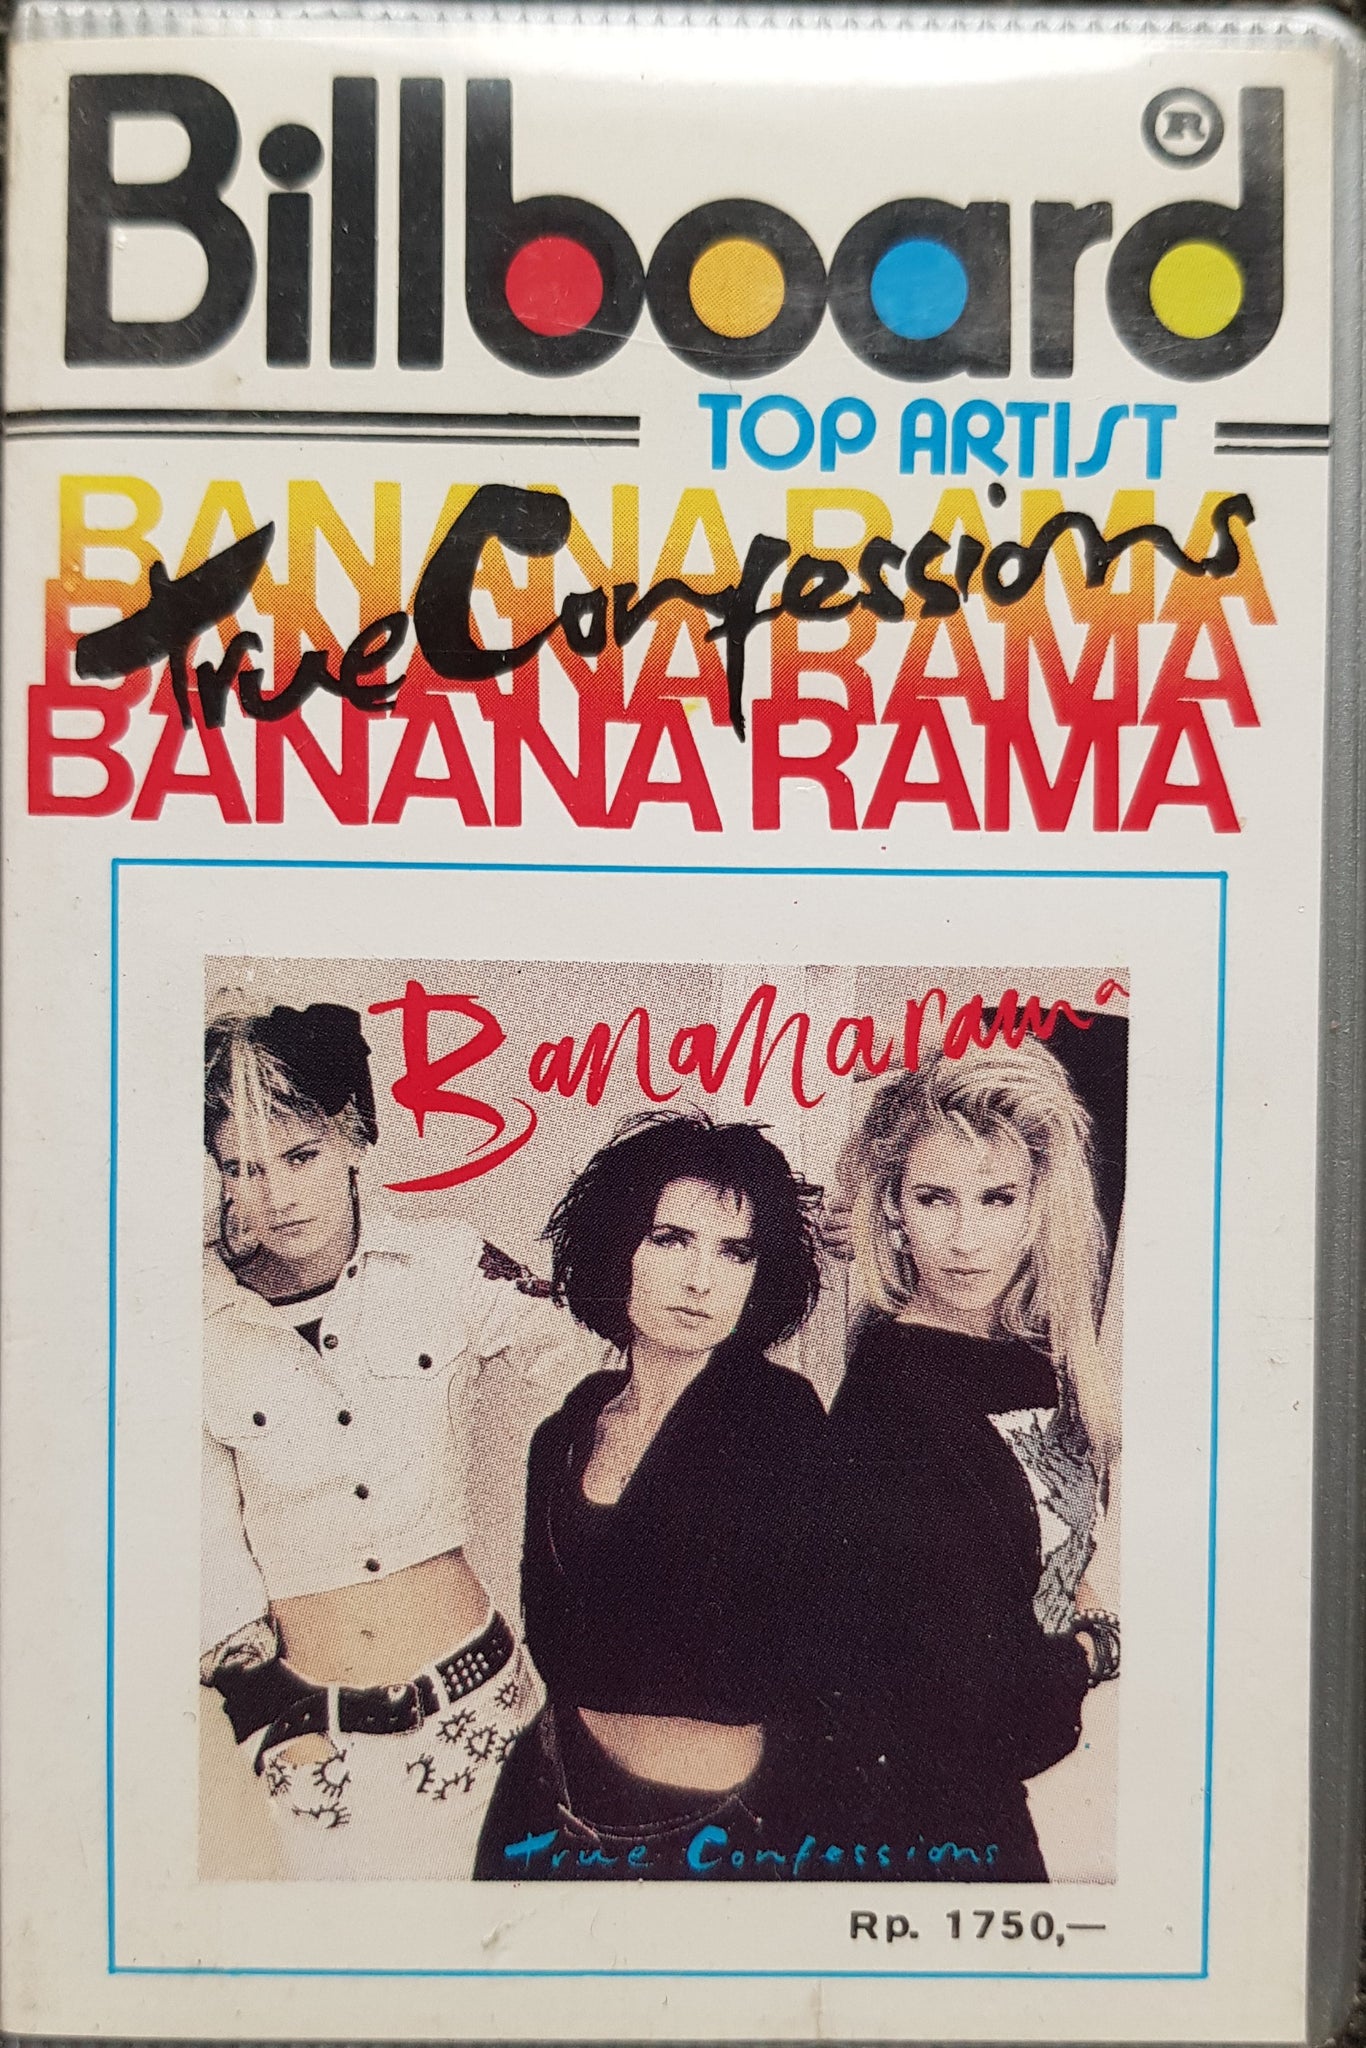 Billboard ®
TOP ARTIST
BANANA RAMA
True Confessions
BANANA RAMA
BANANA RAMA
Bananarama
True Confessions
Rp. 1750,—